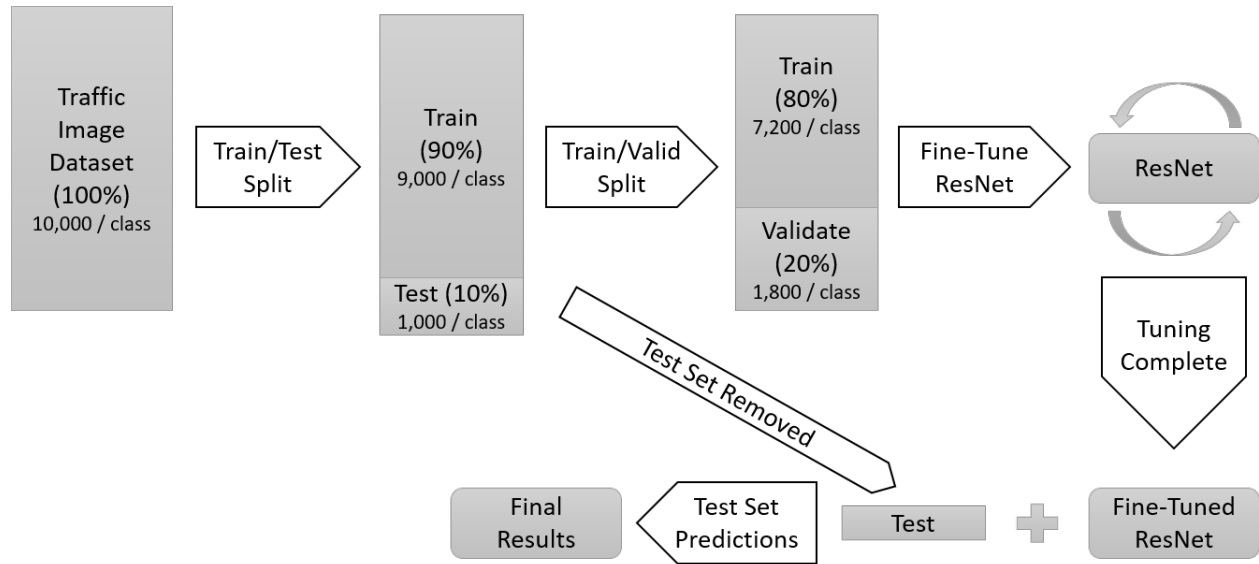 Traffic
Image
Dataset
(100%)
10,000 / class
Train/Test
Split
Train
(90%)
9,000 / class
Test (10%)
1,000 / class
Train/Valid
Split
Train
(80%)
7,200 / class
Validate
(20%)
1,800 / class
Fine-Tune
ResNet
ResNet
Tuning
Complete
Test Set Removed
Fine-Tuned
ResNet
Test
Test Set
Predictions
Final
Results